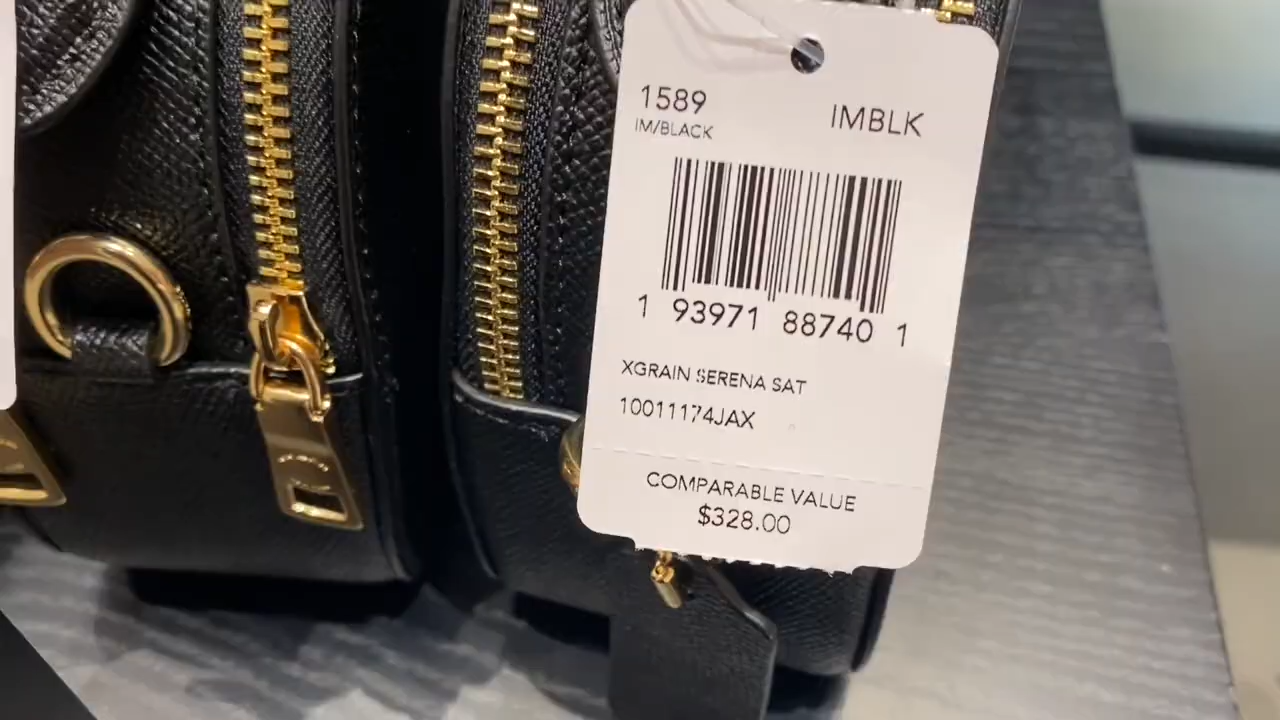 1589
IMBLK
IM/BLACK
1 93971 88740 1
XGRAIN SERENA SAT
10011174JAX
COMPARABLE VALUE
$328.00